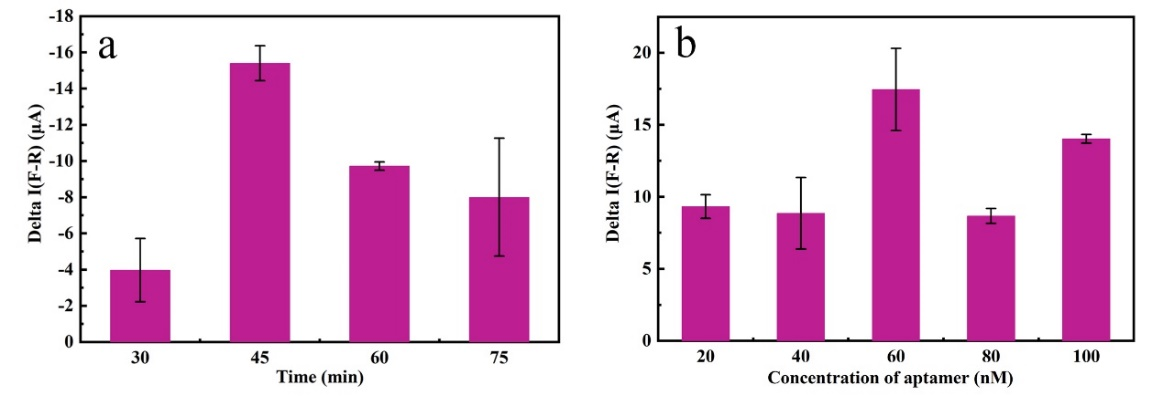 a
Delta I(F-R) (μA)
-18
-16
-14
-12
-10
-8
-6
-4
-2
0
30 45 60 75
Time (min)
b
Delta I(F-R) (μA)
20
15
10
5
0
20 40 60 80 100
Concentration of aptamer (nM)